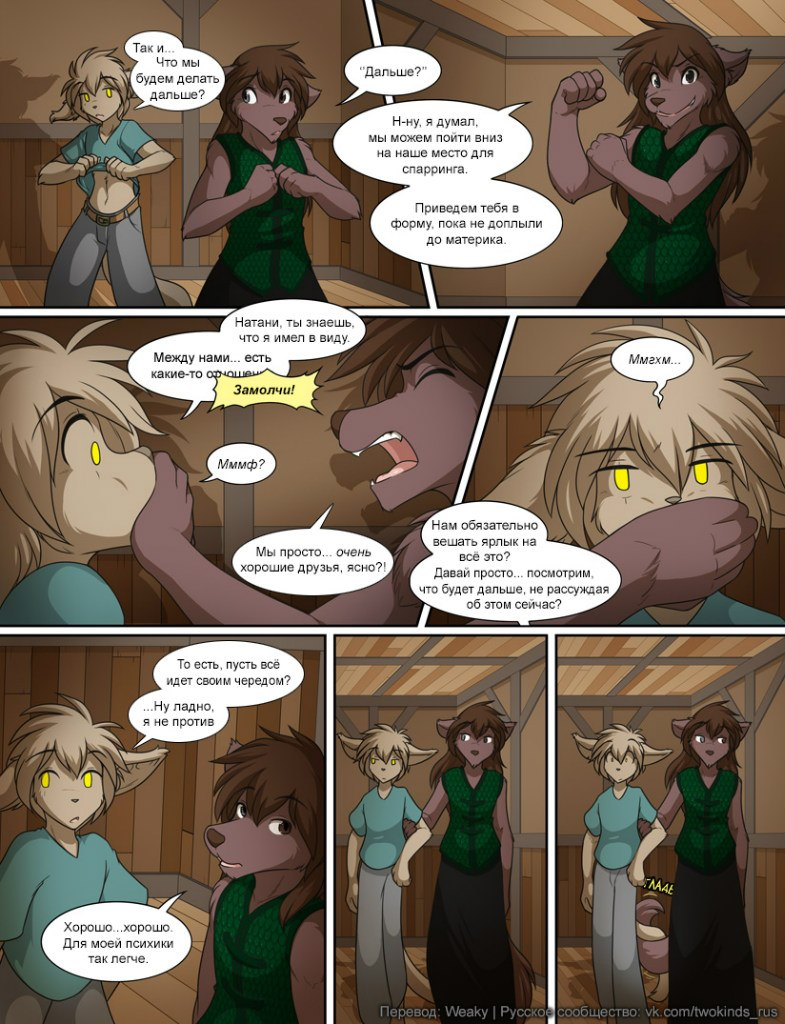 Так и...
Что мы
будем делать
дальше?
"Дальше?"
Н-ну, я думал,
мы можем пойти вниз
на наше место для
спарринга.
Приведем тебя в
форму, пока не доплыли
до материка.
Натани, ты знаешь,
что я имел в виду.
Между нами... есть
какие-то
Замолчи!
Мммф?
Мы просто... очень
хорошие друзья, ясно?!
Ммгхм...
Нам обязательно
вешать ярлык на
всё это?
Давай просто... посмотрим,
что будет дальше, не рассуждая
об этом сейчас?
То есть, пусть всё
идет своим чередом?
...Ну ладно,
я не против
Хорошо...хорошо.
Для моей психики
так легче.
Перевод: Weaky | Русское сообщество: vk.com/twokinds_rus